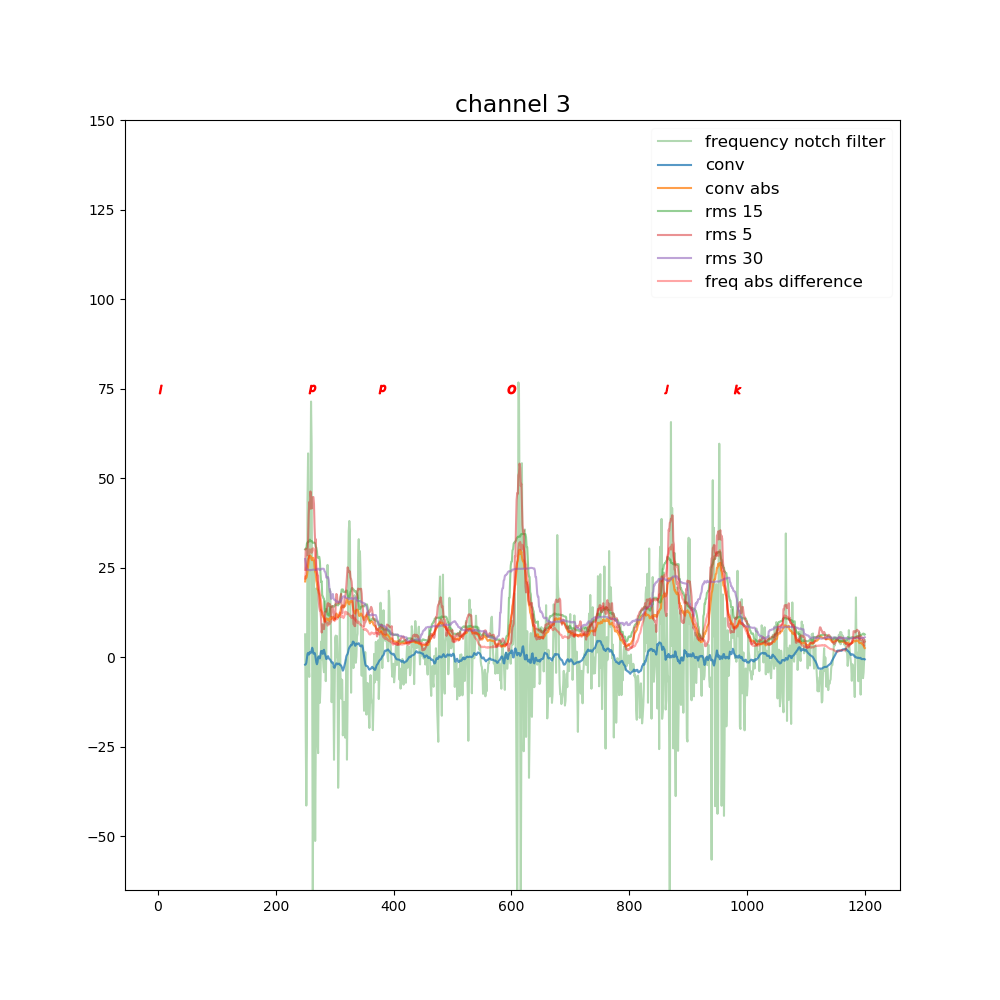 channel 3
150
frequency notch filter
conv
125
conv abs
rms 15
rms 5
rms 30
100
freq abs difference
75
l p p o j k
50
25
0
−25
−50
0 200 400 600 800 1000 1200